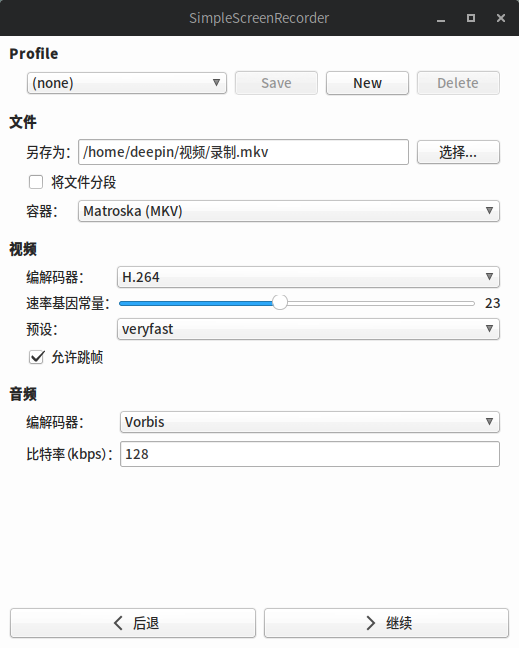 SimpleScreenRecorder
Profile
(none) Save New Delete
文件
另存为: /home/deepin/视频/录制.mkv 选择...
将文件分段
容器: Matroska (MKV)
视频
编解码器: H.264
速率基因常量: 23
预设: veryfast
允许跳帧
音频
编解码器: Vorbis
比特率(kbps): 128
后退 继续